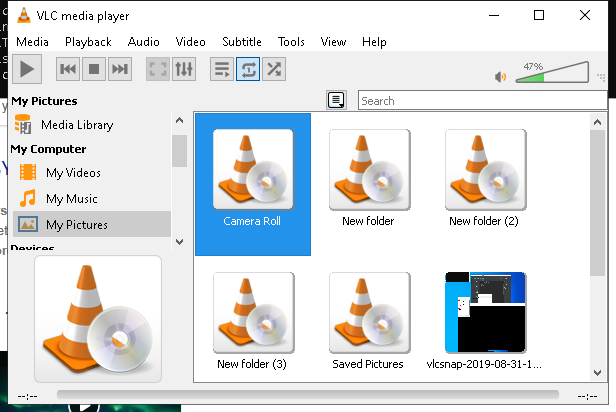 VLC media player
Media Playback Audio Video Subtitle Tools View Help
47%
My Pictures
Search
Media Library
My Computer
My Videos
My Music
My Pictures
Devices
Camera Roll
New folder
New folder (2)
New folder (3)
Saved Pictures
vlcsnap-2019-08-31-1...
--:--
--:--